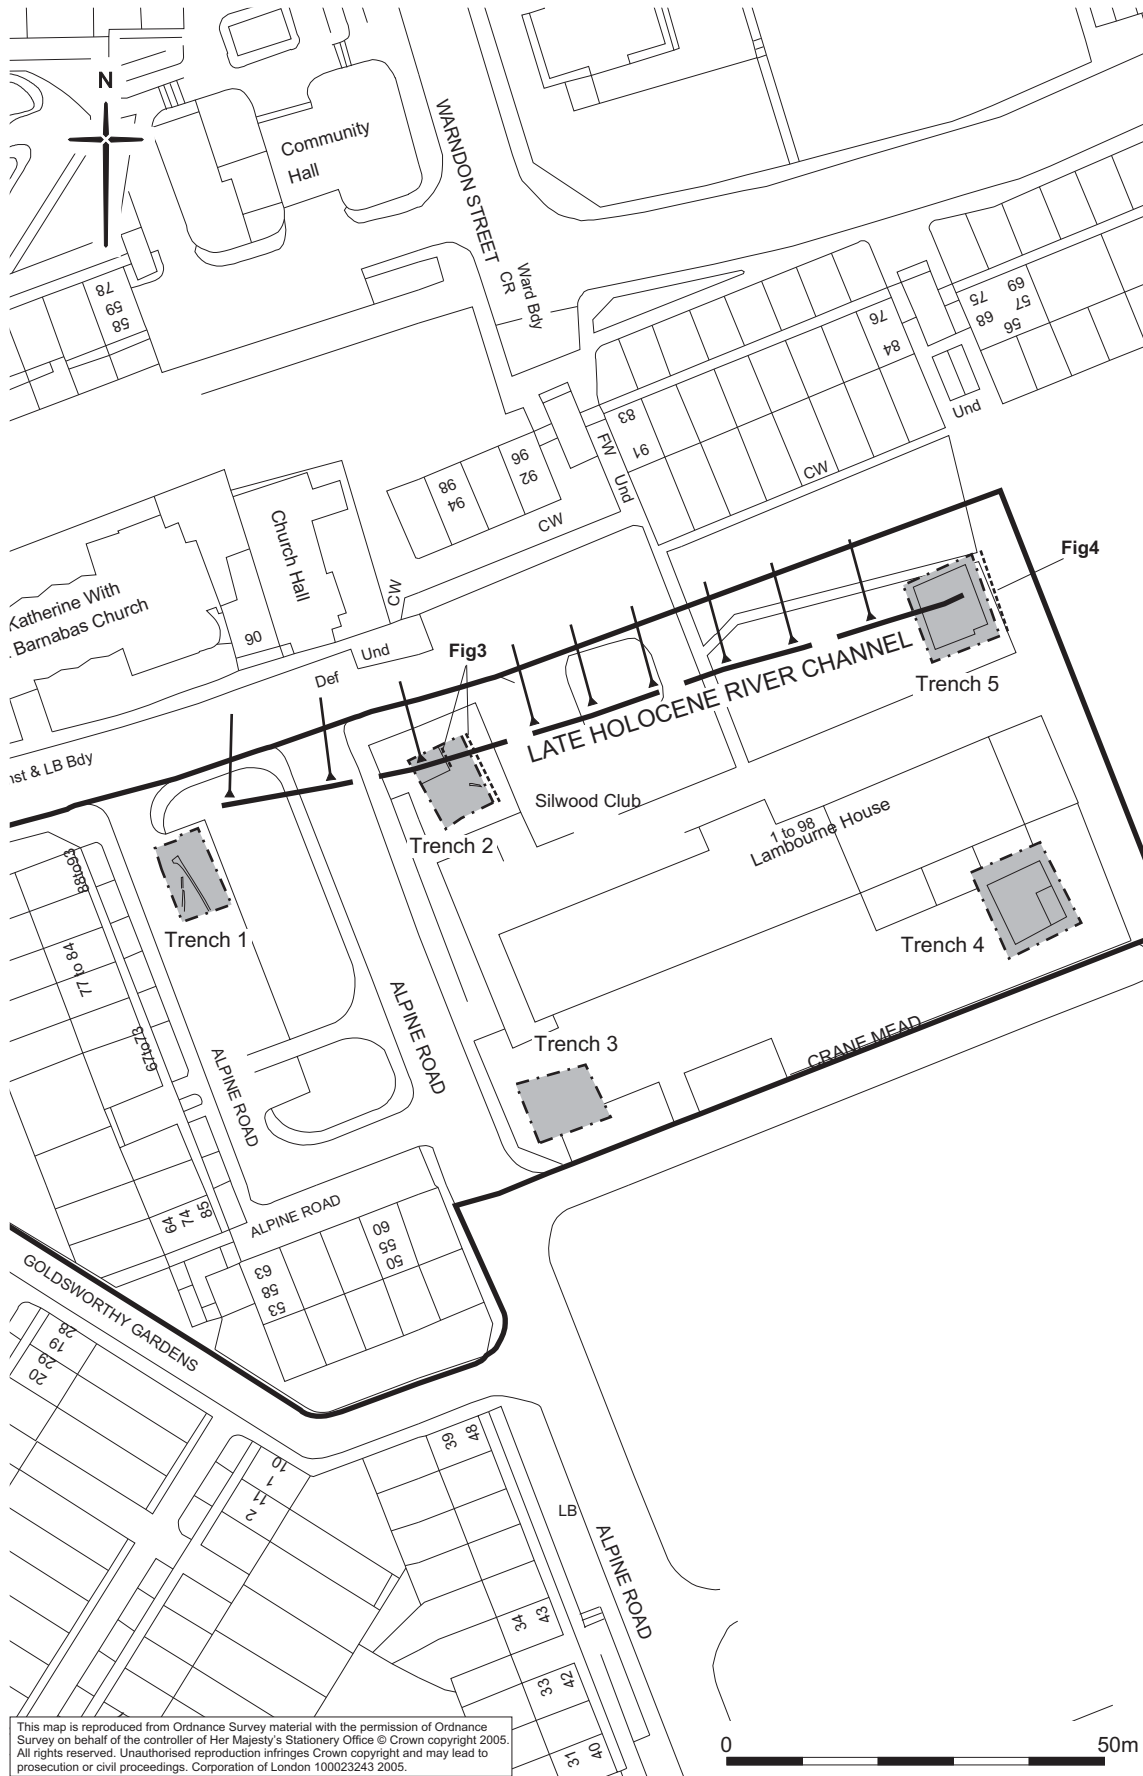 N
Community
Hall
WARNDON STREET
CR
Ward Bdy
78
59
58
76
84
75
69
68
57
56
Und
83
91
FW
Und
CW
96
92
98
94
CW
Church Hall
CW
Katherine With
Barnabas Church
90
Und
Def
Fig3
Fig4
LATE HOLOCENE RIVER CHANNEL
Trench 5
nst & LB Bdy
Silwood Club
Trench 2
1 to 98
Lambourne House
88to93
Trench 1
77 to 84
Trench 4
ALPINE ROAD
Trench 3
CRANE MEAD
67to73
ALPINE ROAD
85
74
64
ALPINE ROAD
60
55
50
63
58
53
GOLDSWORTHY GARDENS
28
19
29
20
10
1
11
2
39
48
LB
ALPINE ROAD
34
43
33
42
31
40
This map is reproduced from Ordnance Survey material with the permission of Ordnance
Survey on behalf of the controller of Her Majesty's Stationery Office © Crown copyright 2005.
All rights reserved. Unauthorised reproduction infringes Crown copyright and may lead to
prosecution or civil proceedings. Corporation of London 100023243 2005.
0
50m